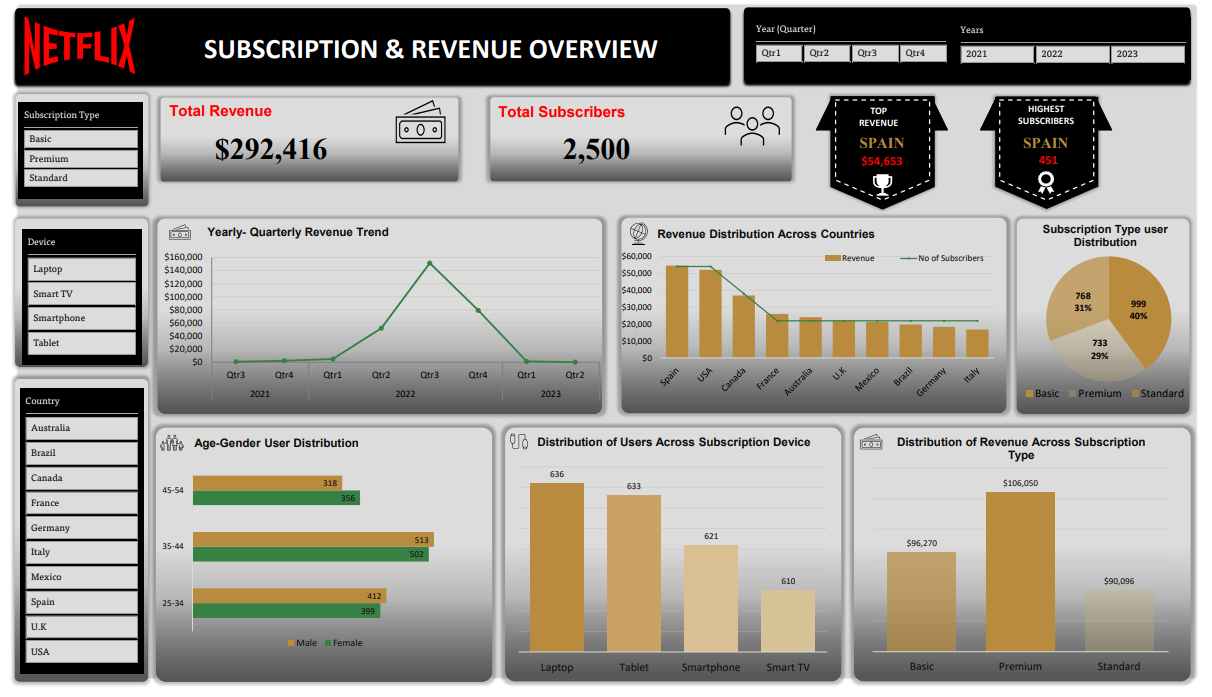 NETFLIX
SUBSCRIPTION & REVENUE OVERVIEW
Year (Quarter)
Qtr1 Qtr2 Qtr3 Qtr4
Years
2021 2022 2023
Subscription Type
Basic
Premium
Standard
Total Revenue
$292,416
Total Subscribers
2,500
TOP
REVENUE
SPAIN
$54,653
HIGHEST
SUBSCRIBERS
SPAIN
451
Device
Laptop
Smart TV
Smartphone
Tablet
Yearly- Quarterly Revenue Trend
$160,000
$140,000
$120,000
$100,000
$80,000
$60,000
$40,000
$20,000
$0
Qtr3 Qtr4 Qtr1 Qtr2 Qtr3 Qtr4 Qtr1 Qtr2
2021 2022 2023
Revenue Distribution Across Countries
Revenue No of Subscribers
$60,000
$50,000
$40,000
$30,000
$20,000
$10,000
$0
Spain USA Canada France Australia U.K Mexico Brazil Germany Italy
Subscription Type user
Distribution
768
31%
999
40%
733
29%
Basic Premium Standard
Country
Australia
Brazil
Canada
France
Germany
Italy
Mexico
Spain
U.K
USA
Age-Gender User Distribution
45-54 318
356
35-44 513
502
25-34 412
399
Male Female
Distribution of Users Across Subscription Device
636
633
621
610
Laptop Tablet Smartphone Smart TV
Distribution of Revenue Across Subscription
Type
$96,270
$106,050
$90,096
Basic Premium Standard